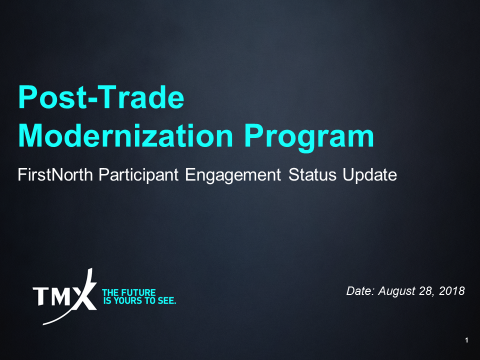 Post-Trade
Modernization Program
FirstNorth Participant Engagement Status Update
TMX
THE FUTURE
IS YOURS TO SEE.
Date: August 28, 2018
1